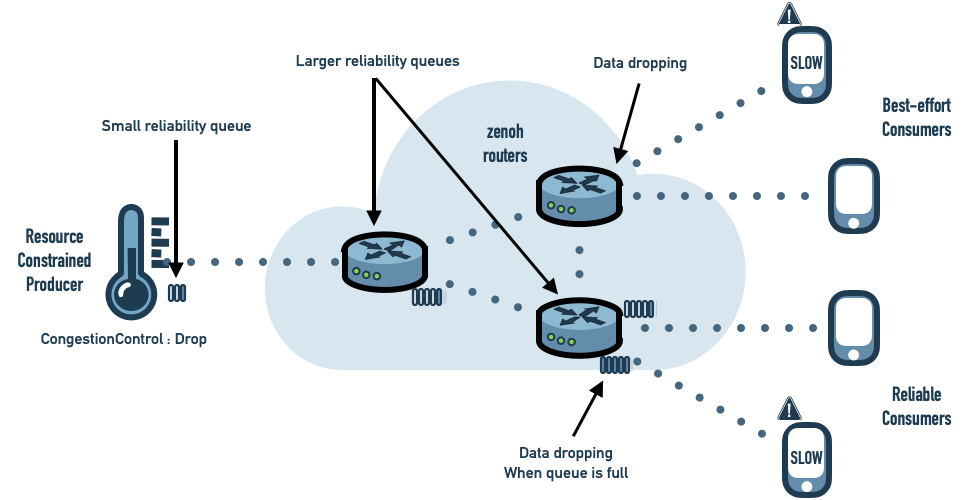 SLOW
Larger reliability queues
Data dropping
Best-effort
Consumers
Small reliability queue
zenoh
routers
Resource
Constrained
Producer
CongestionControl : Drop
Reliable
Consumers
Data dropping
When queue is full
SLOW